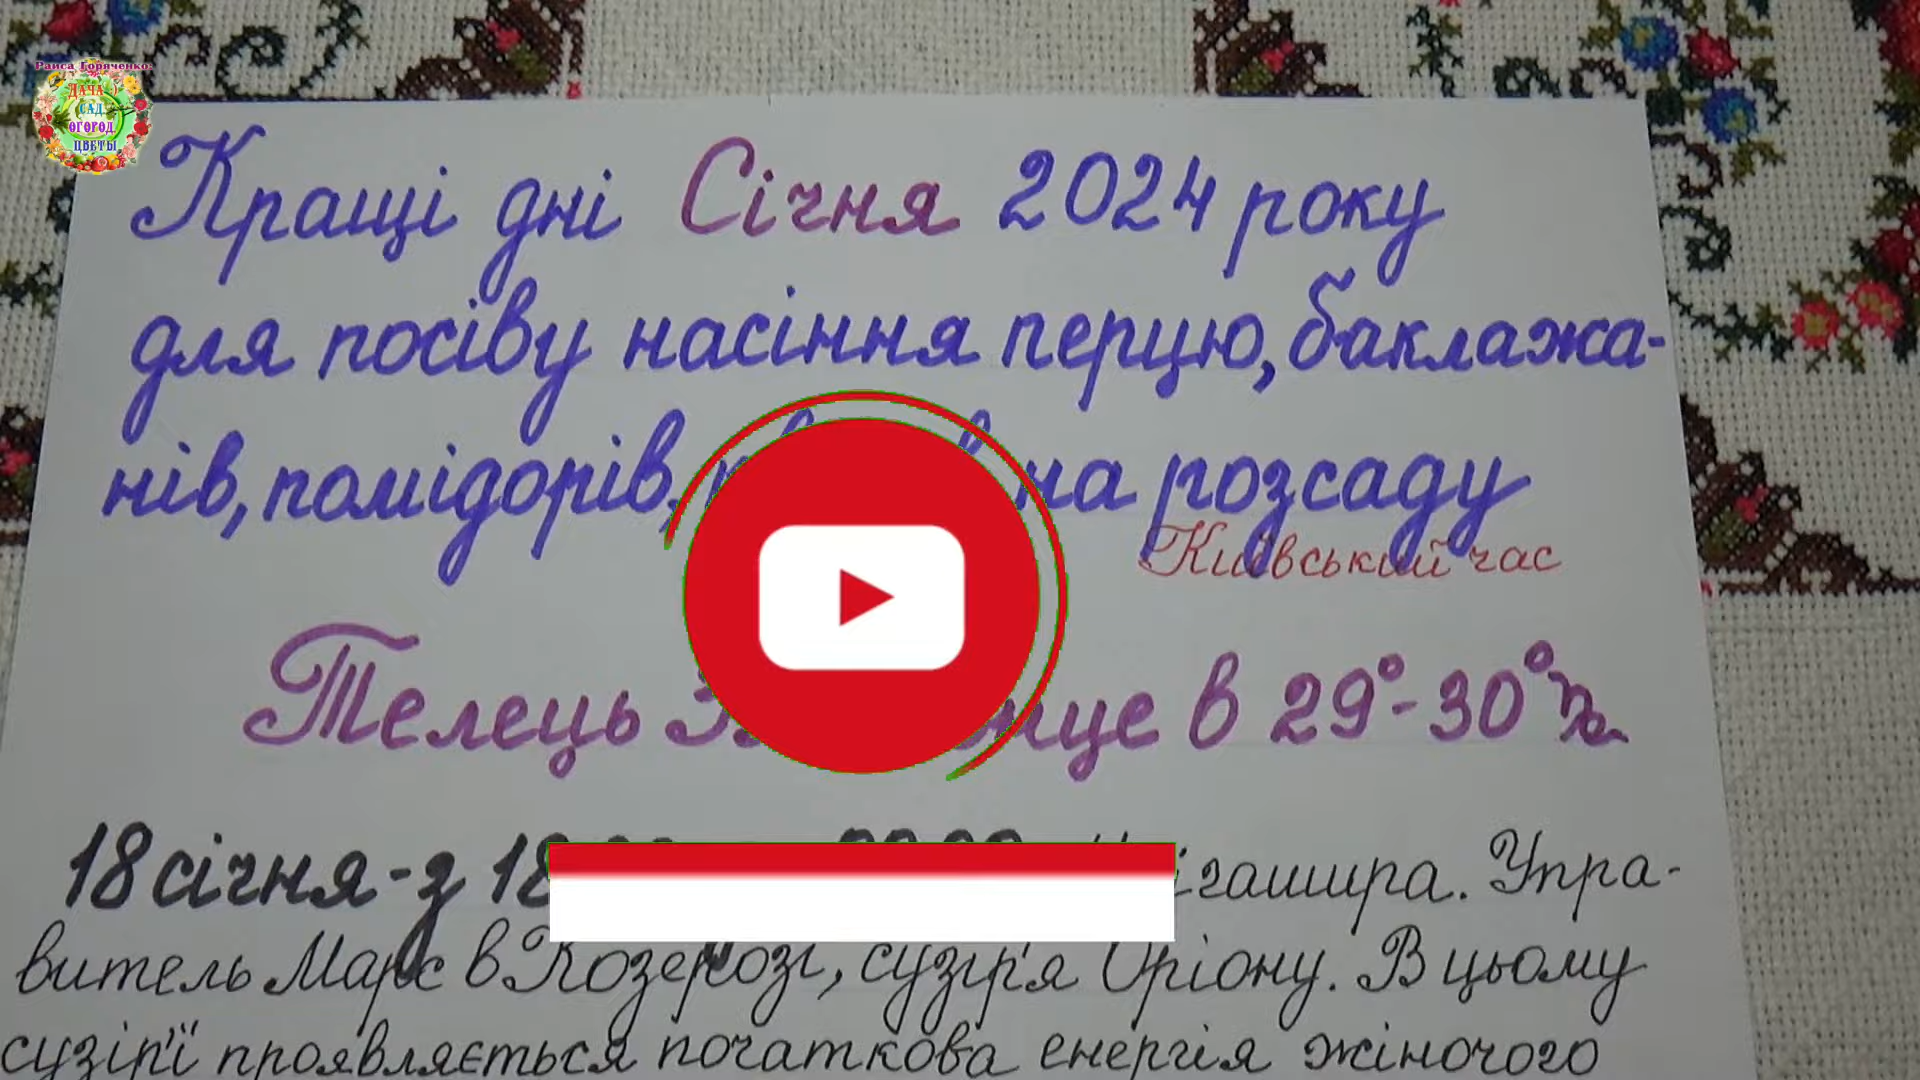 Раиса Горяченко:
ДАЧА
САД
ОГОРОД
ЦВЕТЫ
Кращі дні Січня 2024 року
для посіву насіння перцю, баклажа-
нів, помідорів, на розсаду
Київський час
Телець в 29°-30°
18 січня - з 18 Упра-
витель Марс в Козерозі, сузір'я Оріону. В цьому
сузір'ї проявляється початкова енергія жіночого